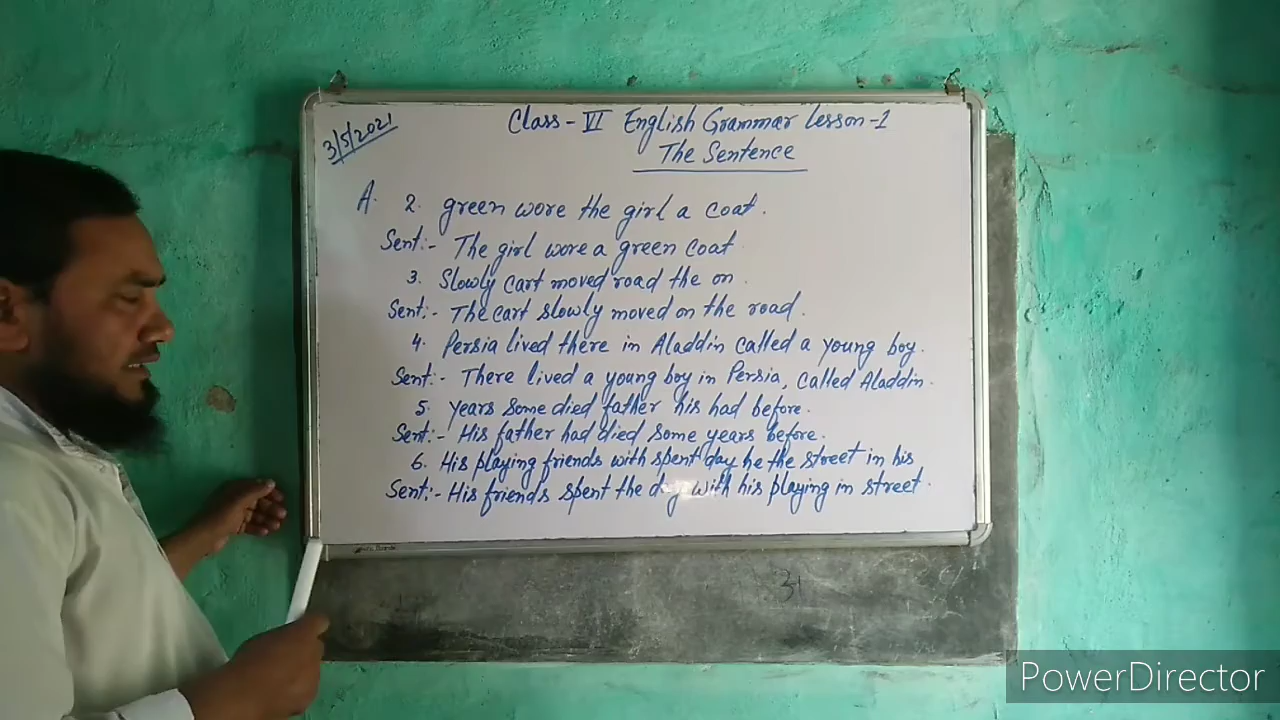 3/5/2021
Class - VI English Grammar Lesson-1
The Sentence
A. 2. green wore the girl a coat.
Sent:- The girl wore a green coat
3. Slowly cart moved road the on.
Sent:- The cart slowly moved on the road.
4. Persia lived there in Aladdin called a young boy.
Sent:- There lived a young boy in Persia, called Aladdin.
5. years some died father his had before.
Sent:- His father had died some years before.
6. His playing friends with spent day he the street in his
Sent:- His friends spent the day with his playing in street.
PowerDirector